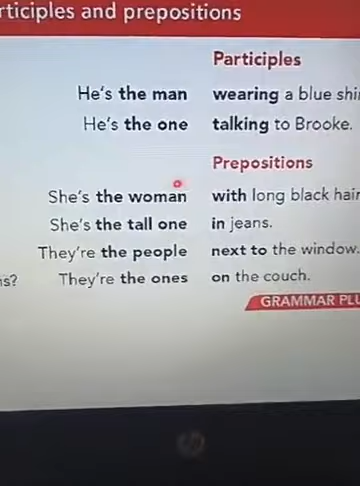 rticiples and prepositions
Participles
He's the man wearing a blue shi
He's the one talking to Brooke.
Prepositions
She's the woman with long black hair
She's the tall one in jeans.
They're the people next to the window.
ns? They're the ones on the couch.
GRAMMAR PLU
hp